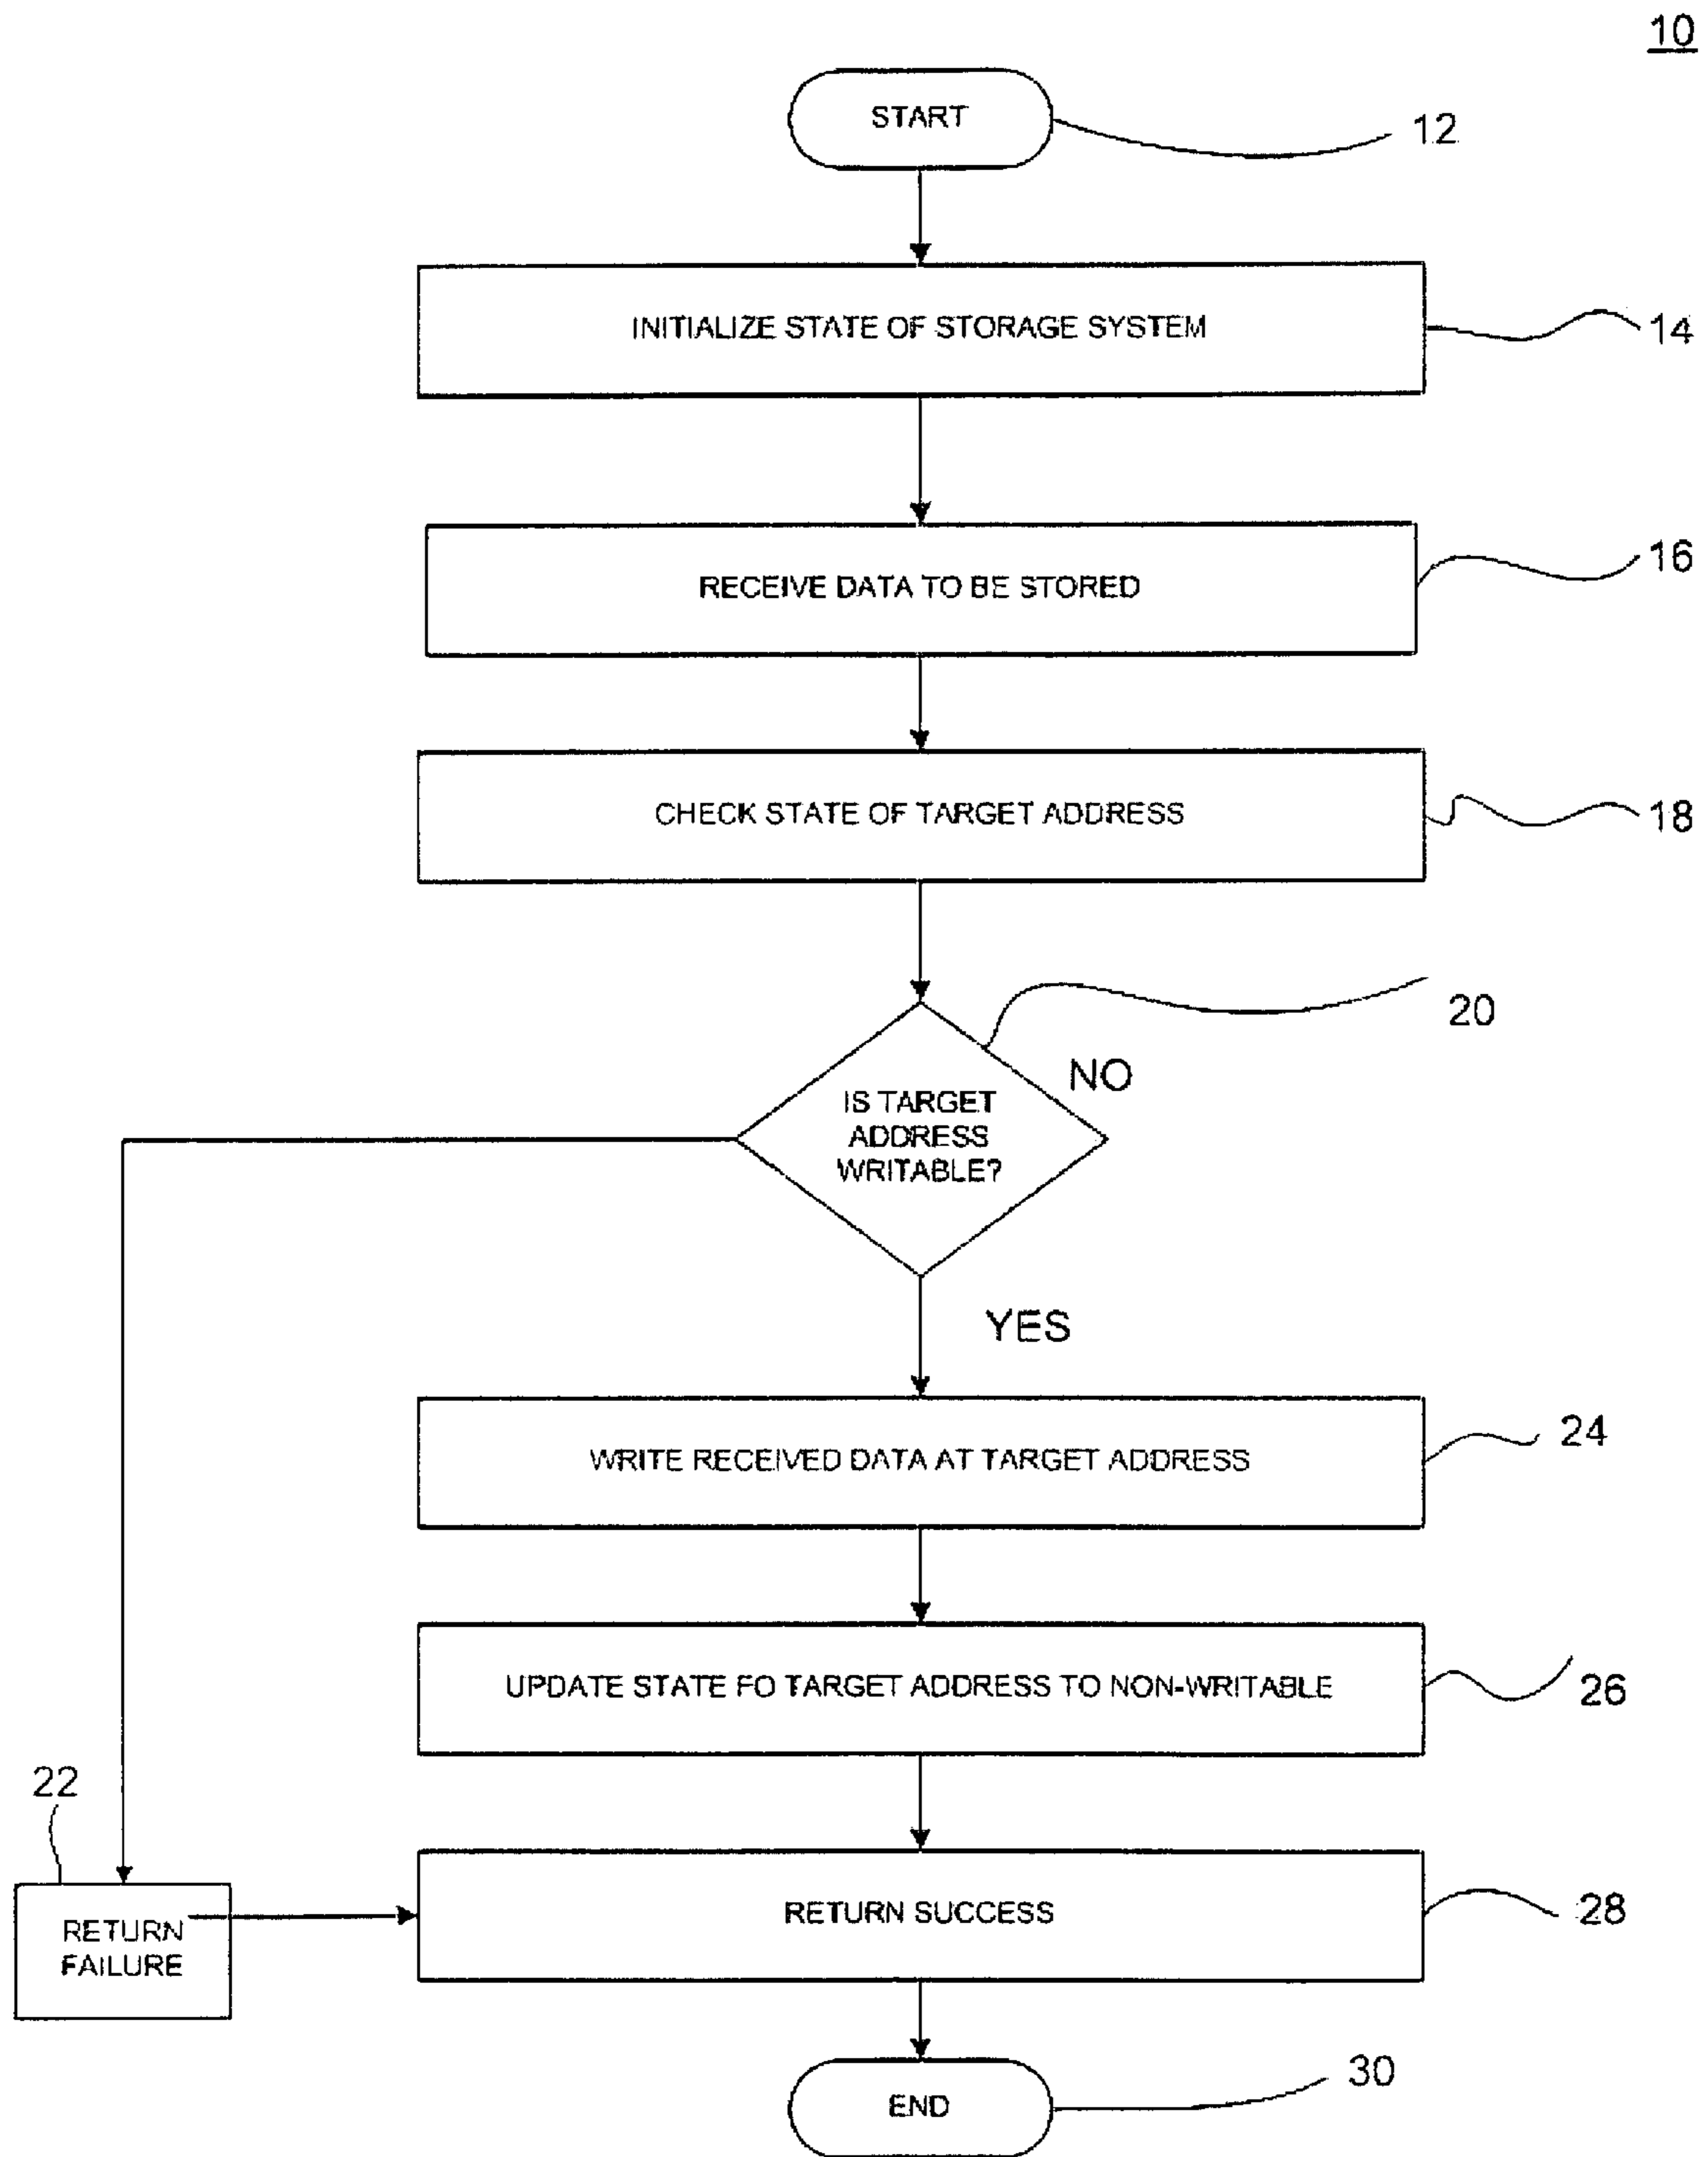 10
START
12
INITIALIZE STATE OF STORAGE SYSTEM
14
RECEIVE DATA TO BE STORED
16
CHECK STATE OF TARGET ADDRESS
18
20
NO
IS TARGET
ADDRESS
WRITABLE?
YES
WRITE RECEIVED DATA AT TARGET ADDRESS
24
UPDATE STATE FO TARGET ADDRESS TO NON-WRITABLE
26
22
RETURN
FAILURE
RETURN SUCCESS
28
END
30